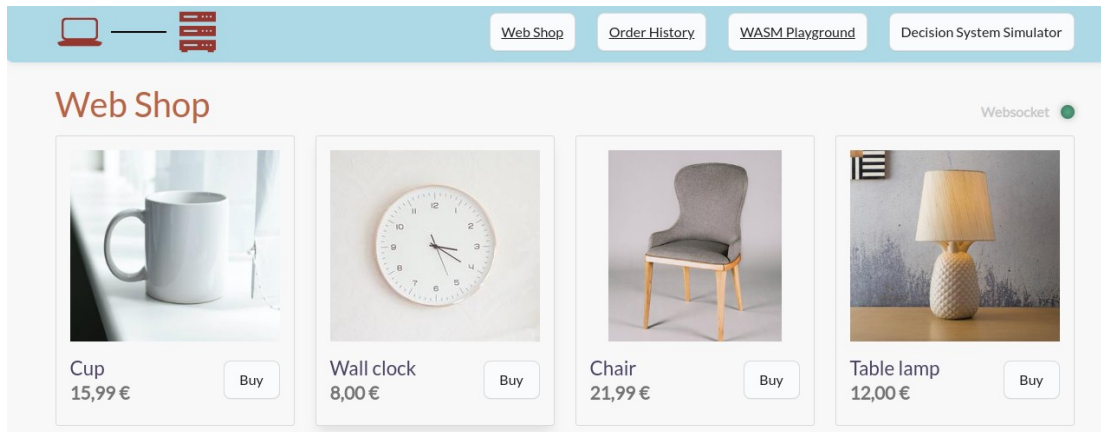 Web Shop
Order History
WASM Playground
Decision System Simulator
Web Shop
Websocket
Cup
15,99 €
Buy
Wall clock
8,00 €
Buy
Chair
21,99 €
Buy
Table lamp
12,00 €
Buy